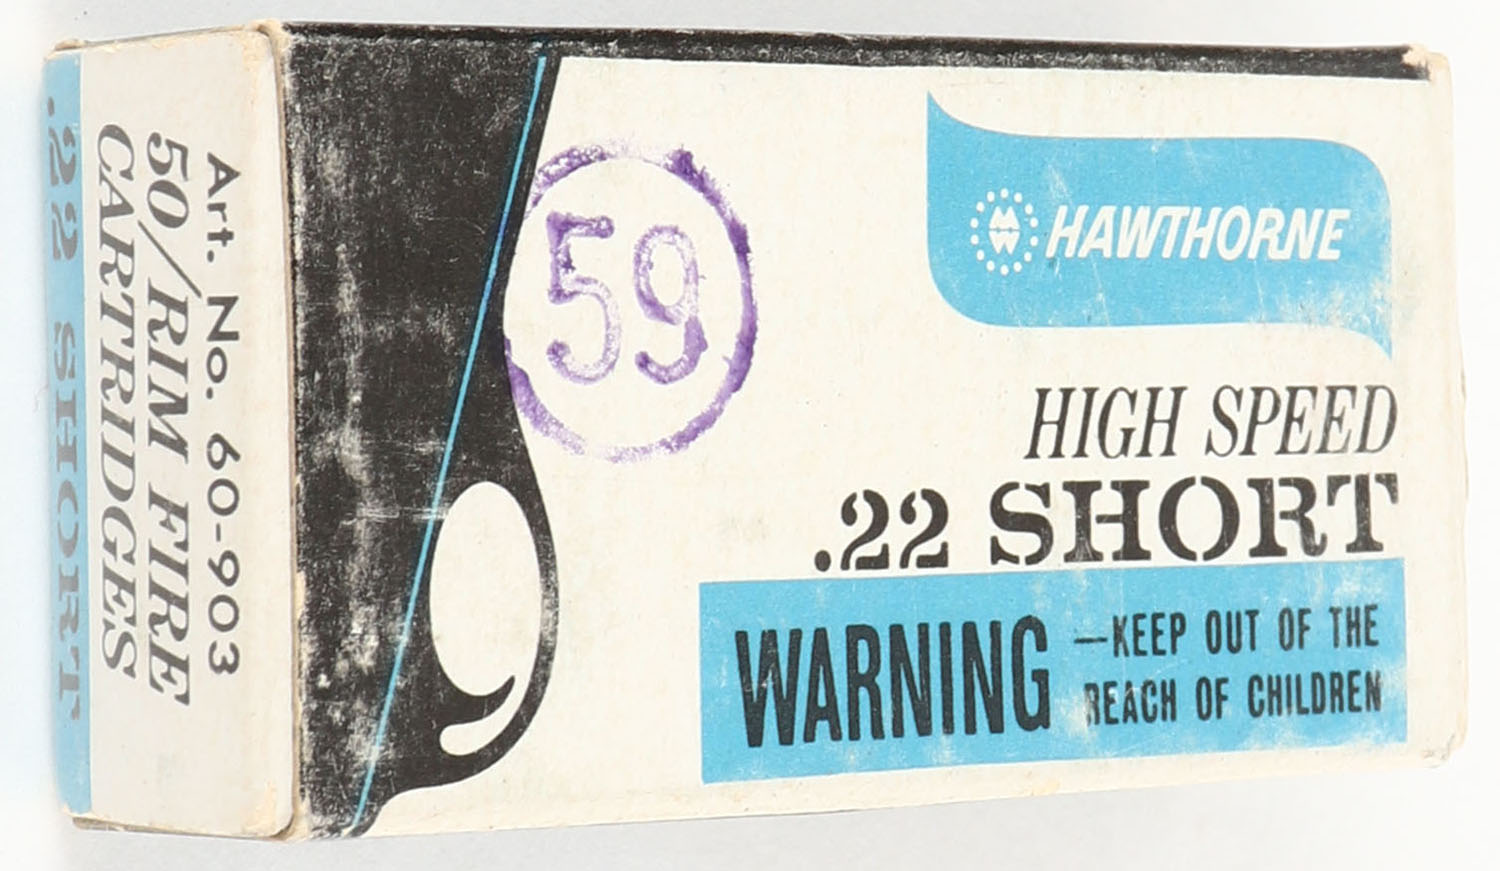 59
HAWTHORNE
HIGH SPEED
.22 SHORT
WARNING —KEEP OUT OF THE
REACH OF CHILDREN
Art. No. 60-903
50/RIM FIRE
CARTRIDGES
.22 SHORT